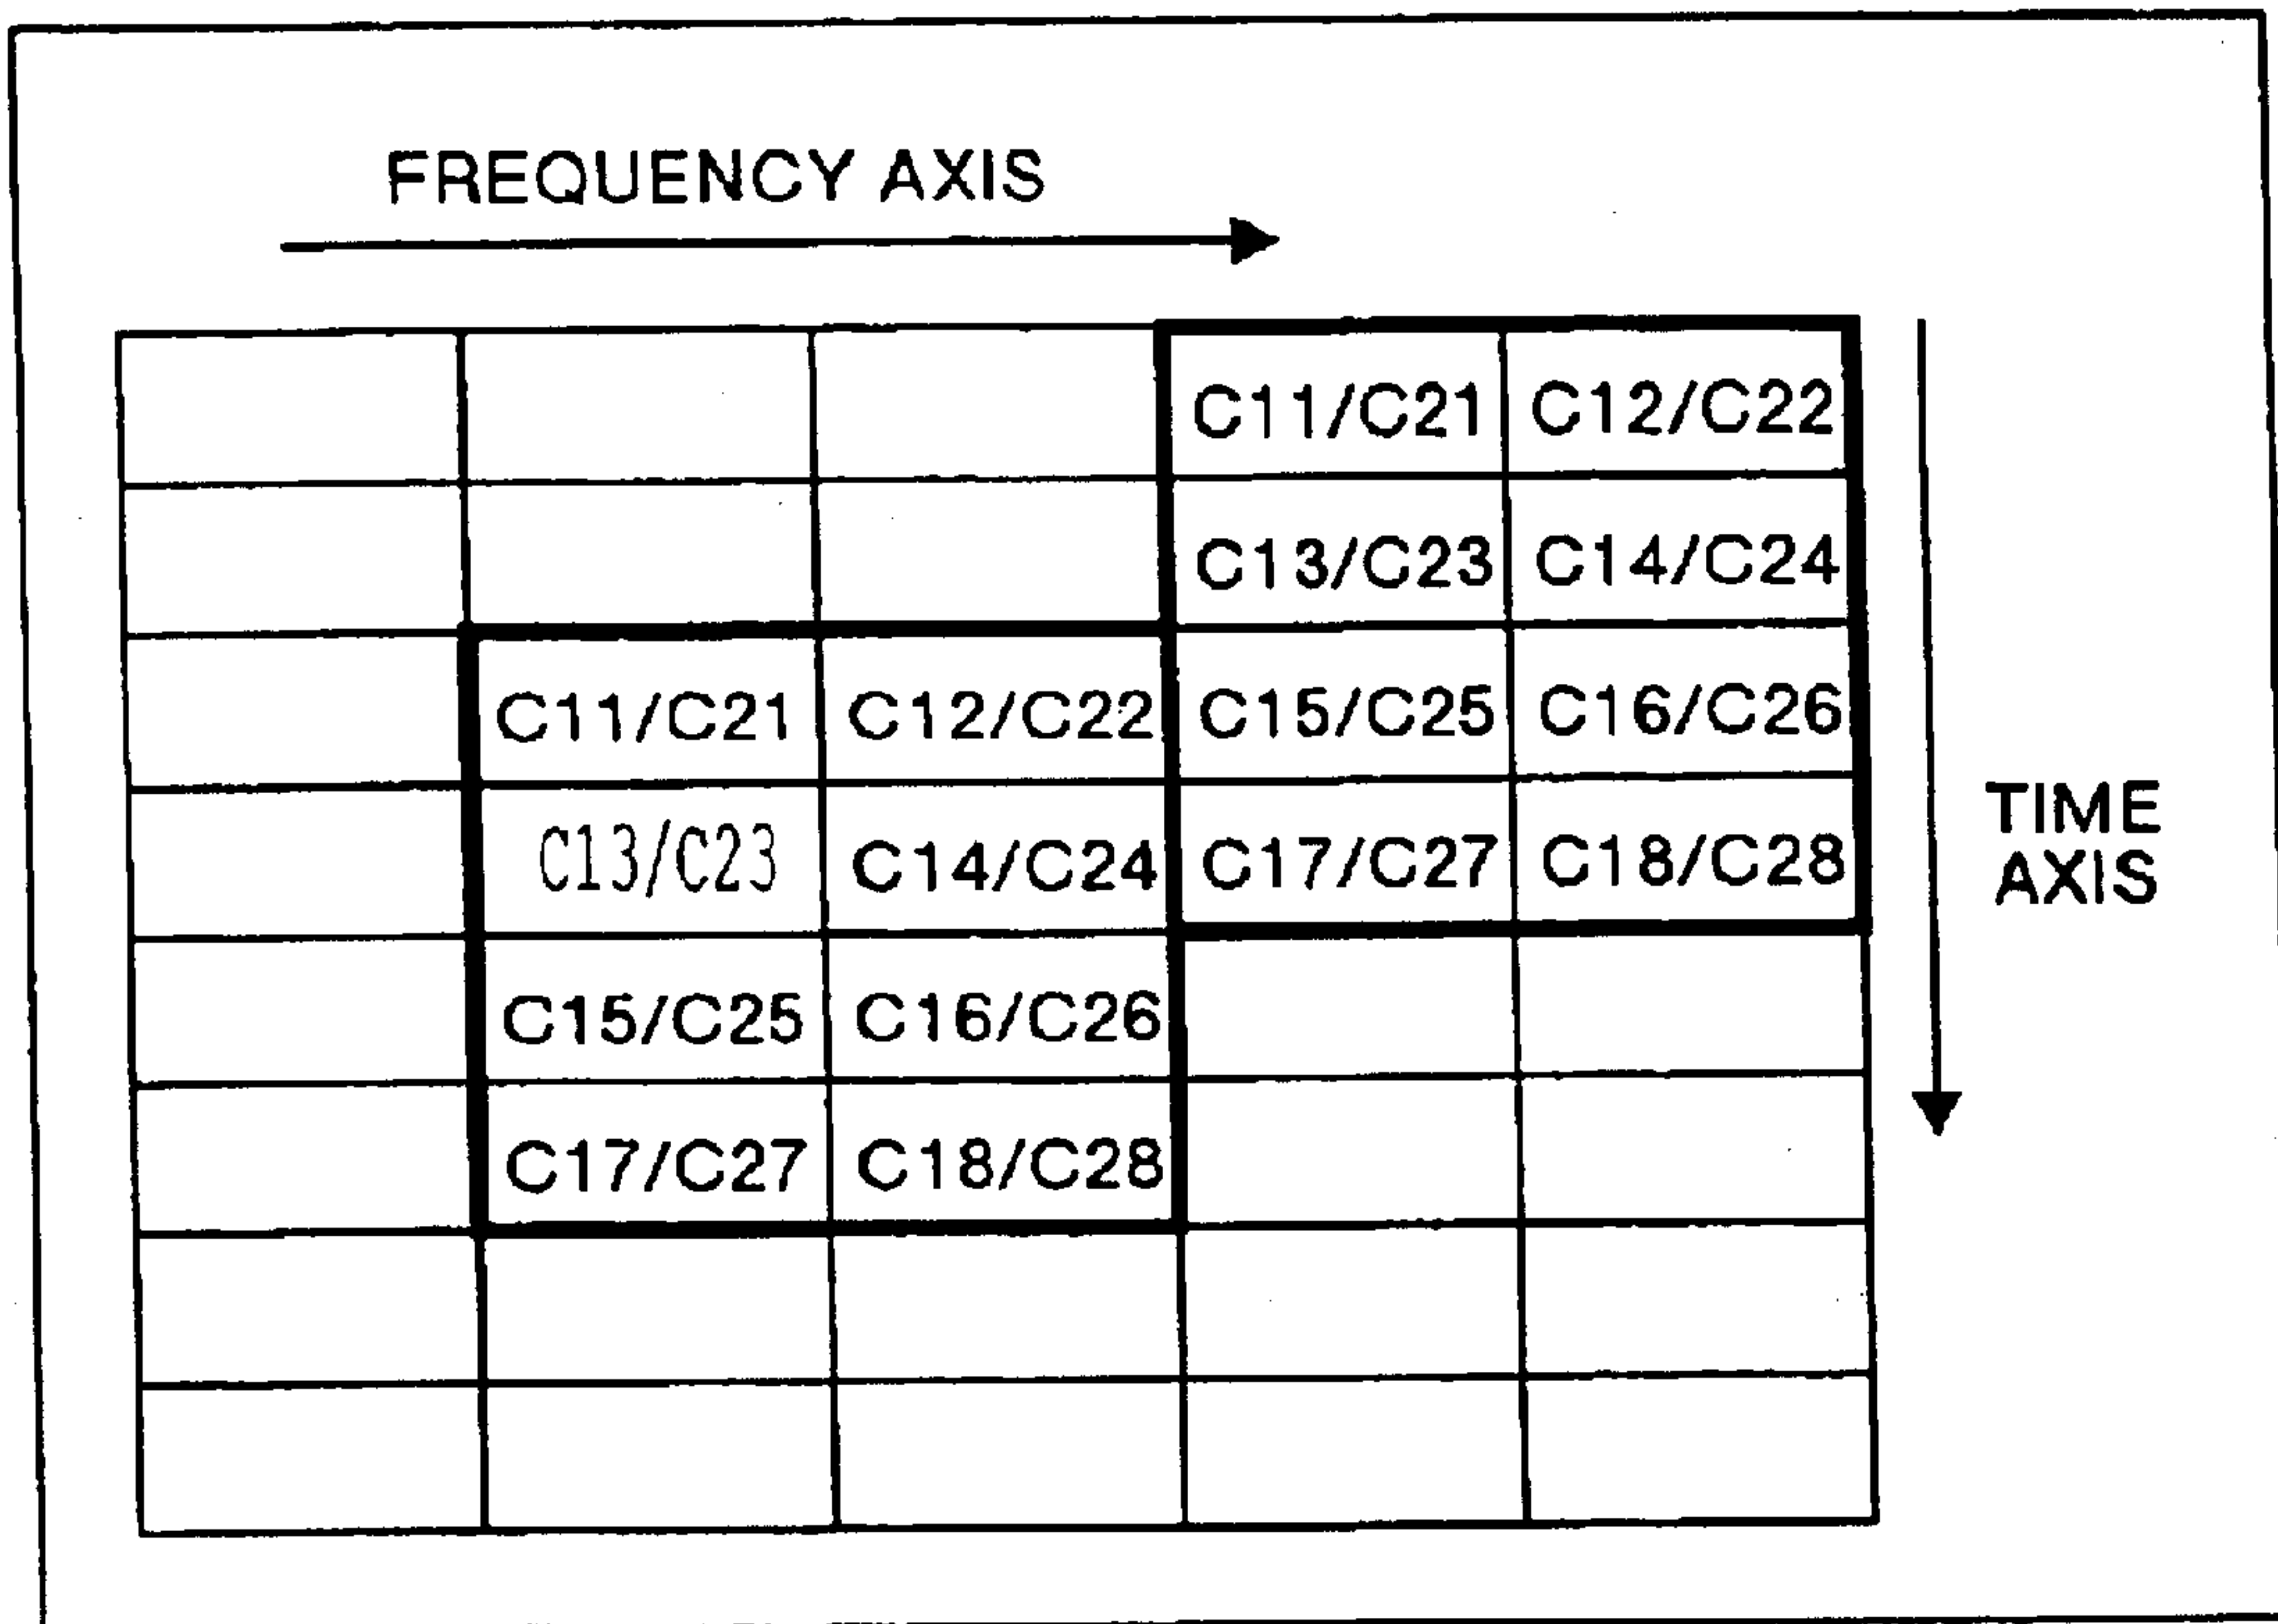 FREQUENCY AXIS
C11/C21 C12/C22
C13/C23 C14/C24
C11/C21 C12/C22 C15/C25 C16/C26
C13/C23 C14/C24 C17/C27 C18/C28
C15/C25 C16/C26
C17/C27 C18/C28
TIME
AXIS